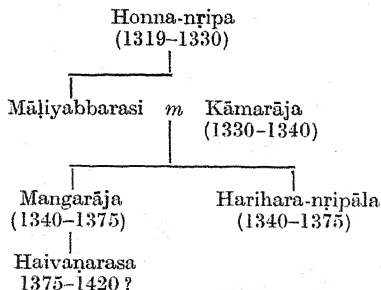 Honna-nṛipa
(1319–1330)
Māḷiyabbarasi m Kāmarāja
(1330–1340)
Mangarāja Harihara-nṛipāla
(1340–1375) (1340–1375)
Haivaṇarasa
1375–1420?